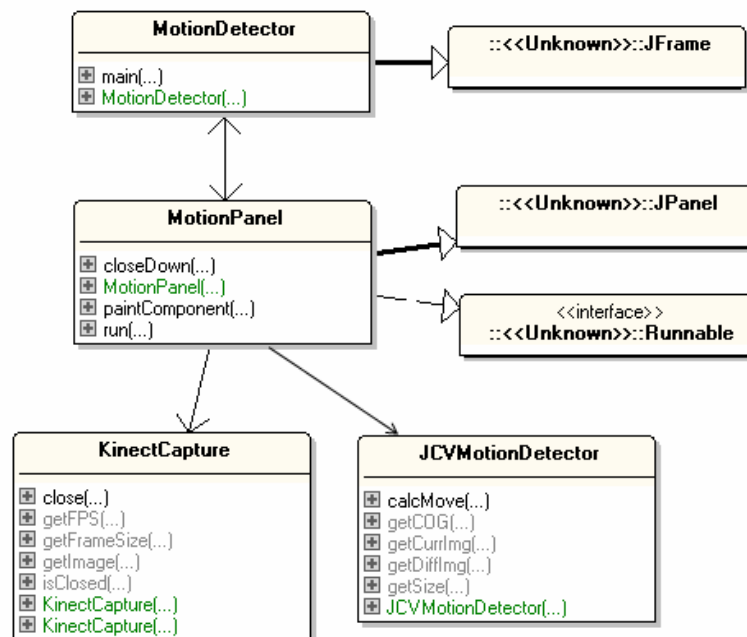 MotionDetector
main(...)
MotionDetector(...)
::<<Unknown>>::JFrame
MotionPanel
closeDown(...)
MotionPanel(...)
paintComponent(...)
run(...)
::<<Unknown>>::JPanel
<<interface>>
::<<Unknown>>::Runnable
KinectCapture
close(...)
getFPS(...)
getFrameSize(...)
getImage(...)
isClosed(...)
KinectCapture(...)
KinectCapture(...)
JCVMotionDetector
calcMove(...)
getCOG(...)
getCurrImg(...)
getDiffImg(...)
getSize(...)
JCVMotionDetector(...)